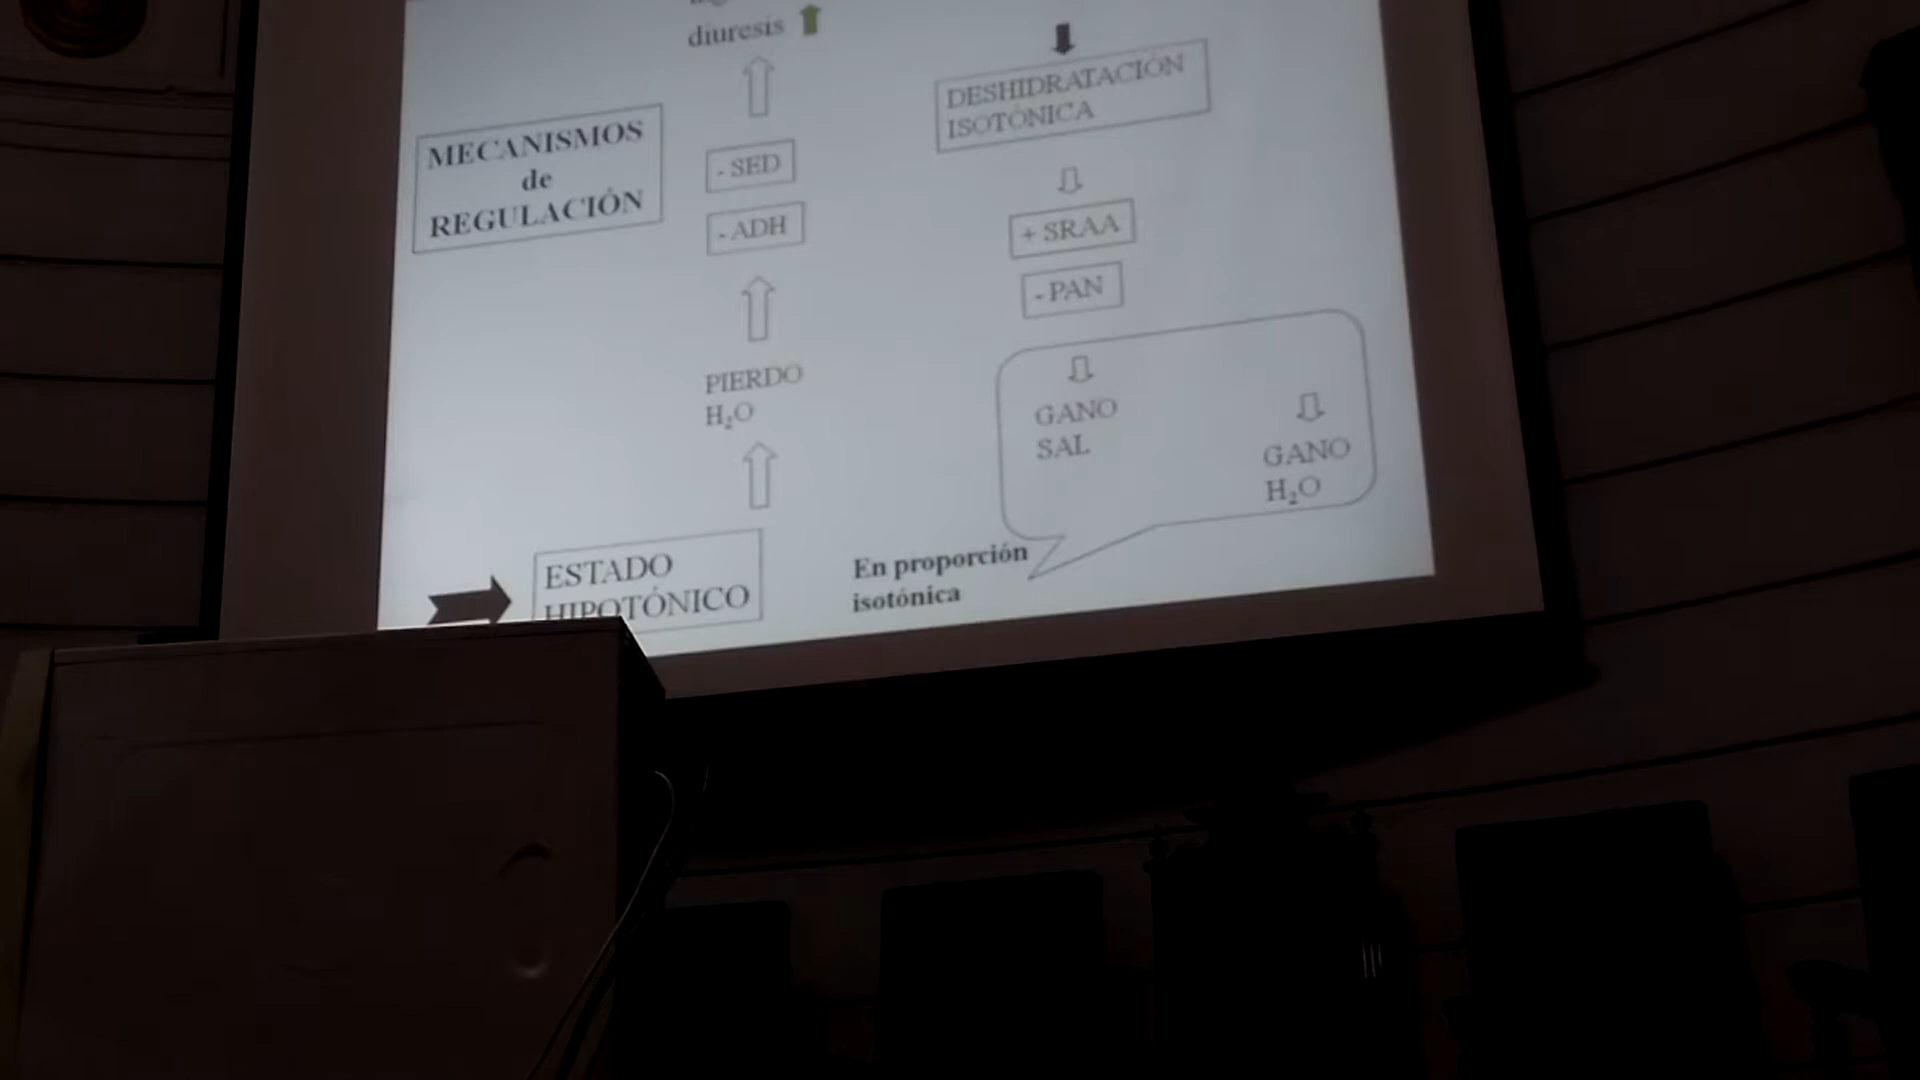 diuresis
MECANISMOS
de
REGULACIÓN
- SED
- ADH
PIERDO
H₂O
ESTADO
HIPOTÓNICO
DESHIDRATACIÓN
ISOTÓNICA
+ SRAA
- PAN
GANO
SAL
GANO
H₂O
En proporción
isotónica